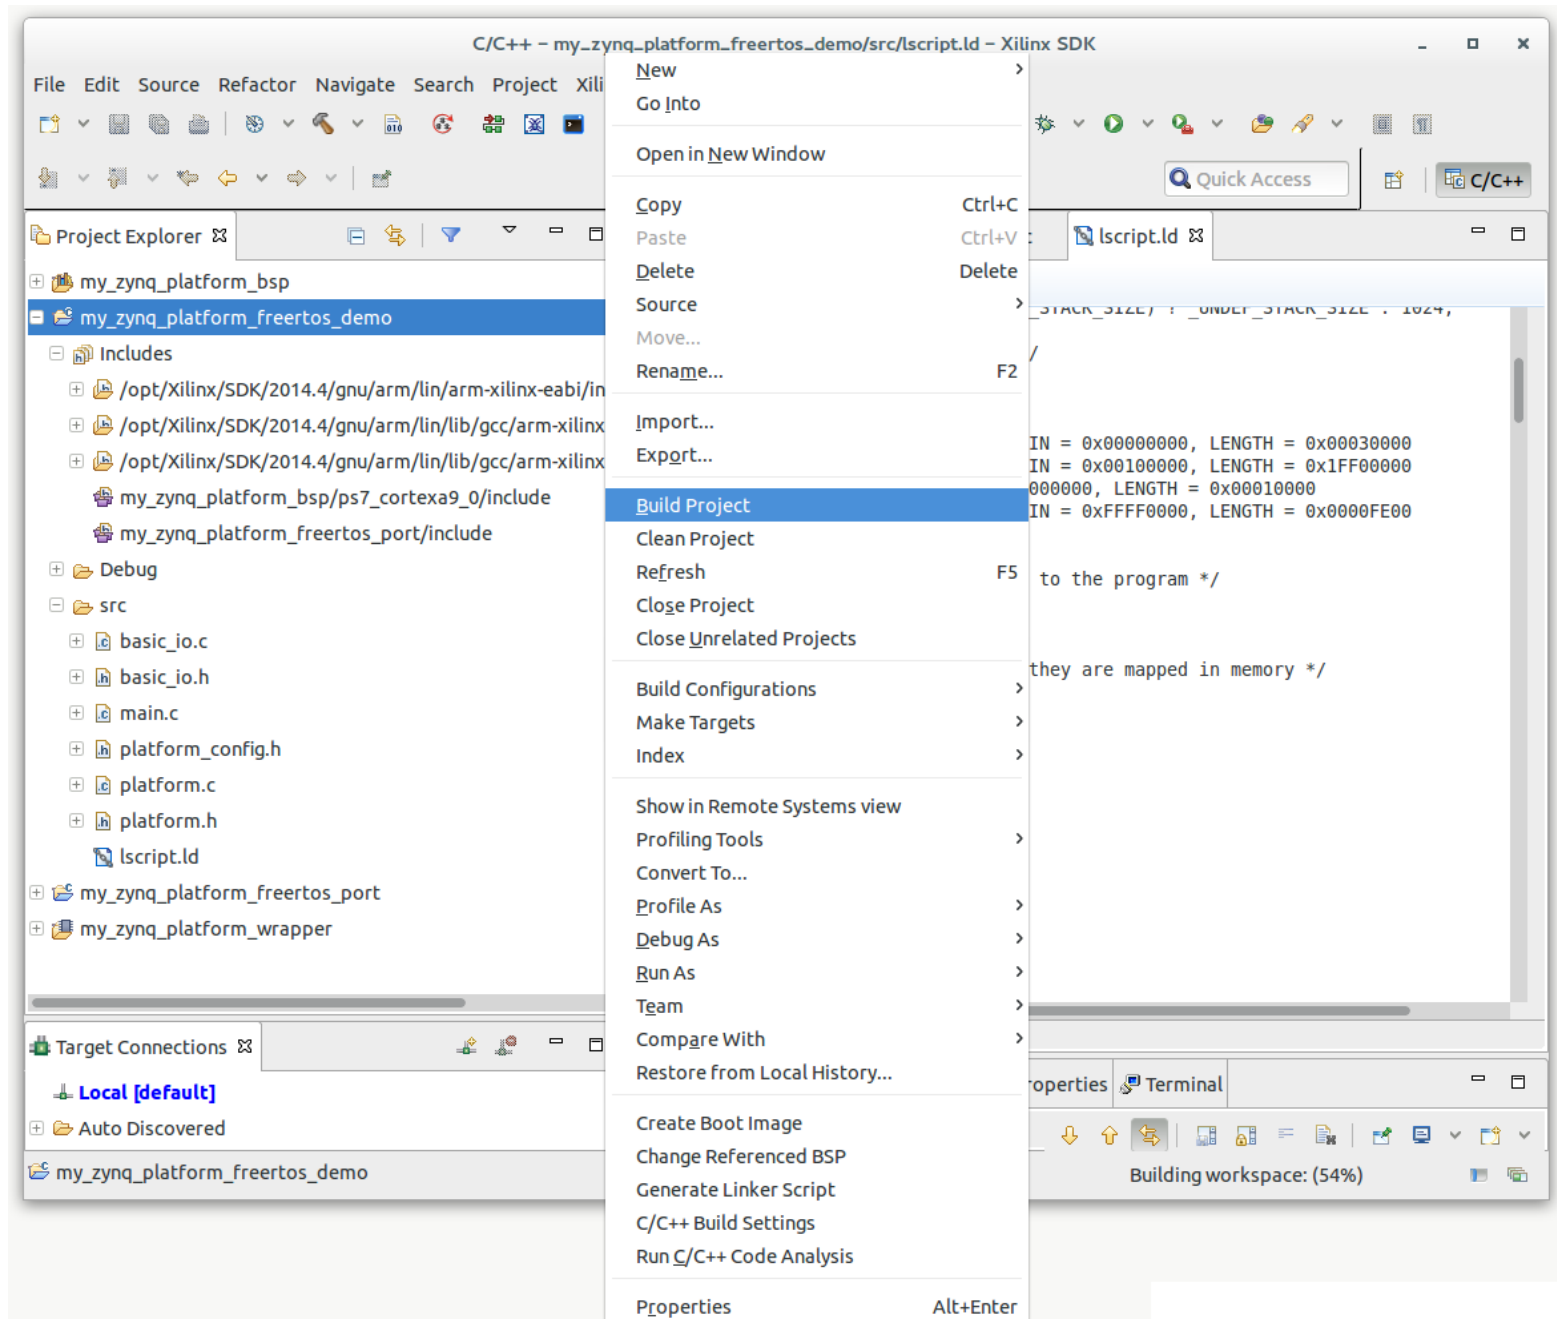 C/C++ – my_zynq_platform_freertos_demo/src/lscript.ld – Xilinx SDK
File Edit Source Refactor Navigate Search Project Xili
Quick Access
C/C++
Project Explorer
my_zynq_platform_bsp
my_zynq_platform_freertos_demo
Includes
/opt/Xilinx/SDK/2014.4/gnu/arm/lin/arm-xilinx-eabi/in
/opt/Xilinx/SDK/2014.4/gnu/arm/lin/lib/gcc/arm-xilinx
/opt/Xilinx/SDK/2014.4/gnu/arm/lin/lib/gcc/arm-xilinx
my_zynq_platform_bsp/ps7_cortexa9_0/include
my_zynq_platform_freertos_port/include
Debug
src
basic_io.c
basic_io.h
main.c
platform_config.h
platform.c
platform.h
lscript.ld
my_zynq_platform_freertos_port
my_zynq_platform_wrapper
Target Connections
Local [default]
Auto Discovered
my_zynq_platform_freertos_demo
New
Go Into
Open in New Window
Copy Ctrl+C
Paste Ctrl+V
Delete Delete
Source
Move...
Rename... F2
Import...
Export...
Build Project
Clean Project
Refresh F5
Close Project
Close Unrelated Projects
Build Configurations
Make Targets
Index
Show in Remote Systems view
Profiling Tools
Convert To...
Profile As
Debug As
Run As
Team
Compare With
Restore from Local History...
Create Boot Image
Change Referenced BSP
Generate Linker Script
C/C++ Build Settings
Run C/C++ Code Analysis
Properties Alt+Enter
lscript.ld
_STACK_SIZE) ? _UNDEF_STACK_SIZE : 1024;
/
IN = 0x00000000, LENGTH = 0x00030000
IN = 0x00100000, LENGTH = 0x1FF00000
000000, LENGTH = 0x00010000
IN = 0xFFFF0000, LENGTH = 0x0000FE00
to the program */
they are mapped in memory */
roperties
Terminal
Building workspace: (54%)